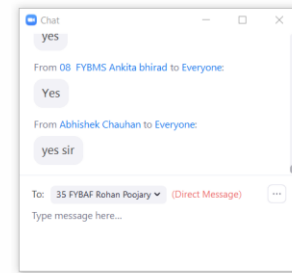 Chat
yes
From 08 FYBMS Ankita bhirad to Everyone:
Yes
From Abhishek Chauhan to Everyone:
yes sir
To: 35 FYBAF Rohan Poojary (Direct Message)
Type message here...